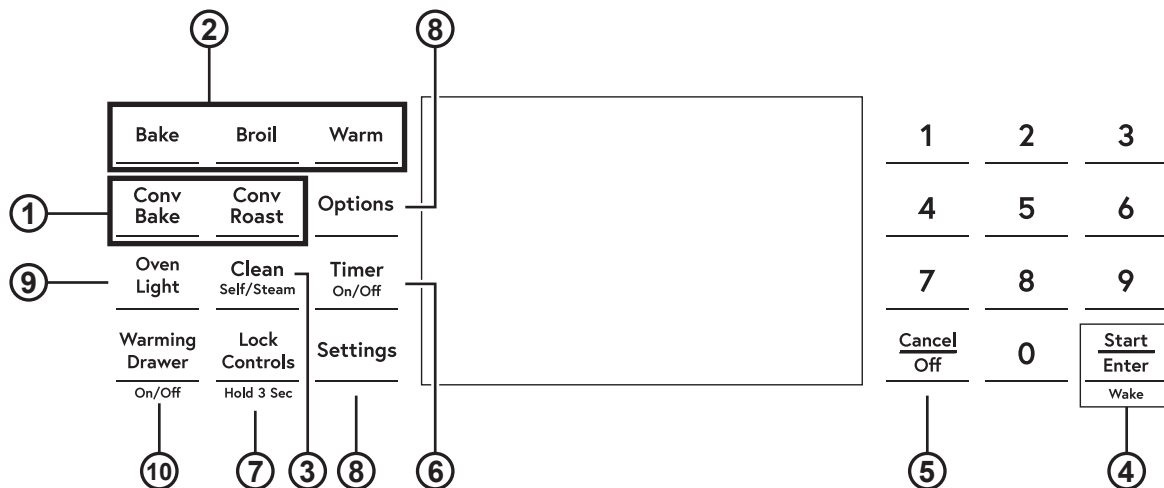 2
8
Bake
Broil
Warm
1
2
3
1
Conv
Bake
Conv
Roast
Options
4
5
6
9
Oven
Light
Clean
Self/Steam
Timer
On/Off
7
8
9
Warming
Drawer
On/Off
Lock
Controls
Hold 3 Sec
Settings
Cancel
Off
0
Start
Enter
Wake
10
7
3
8
6
5
4